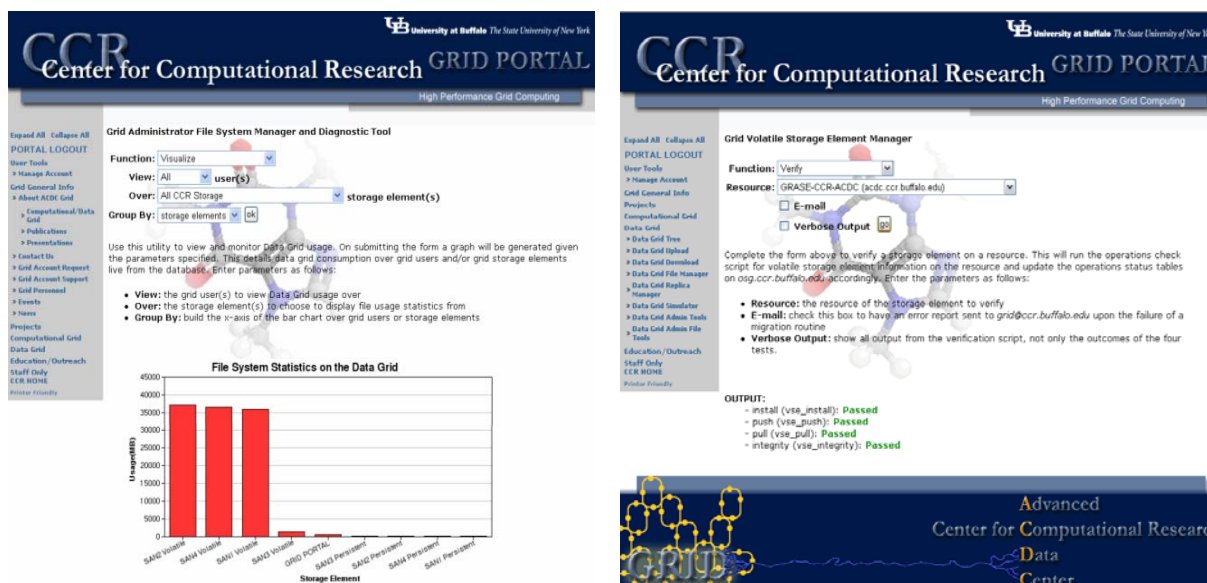 UB University at Buffalo The State University of New York
CCR
Center for Computational Research GRID PORTAL
High Performance Grid Computing
Expand All Collapse All
PORTAL LOGOUT
User Tools
> Manage Account
Grid General Info
> About ACDC Grid
> Computational/Data
Grid
> Publications
> Presentations
> Contact Us
> Grid Account Request
> Grid Account Support
> Grid Personnel
> Events
> News
Projects
Computational Grid
Data Grid
Education/Outreach
Staff Only
CCR HOME
Printer Friendly
Grid Administrator File System Manager and Diagnostic Tool
Function: Visualize
View: All user(s)
Over: All CCR Storage storage element(s)
Group By: storage elements ok
Use this utility to view and monitor Data Grid usage. On submitting the form a graph will be generated given
the parameters specified. This details data grid consumption over grid users and/or grid storage elements
live from the database. Enter parameters as follows:
• View: the grid user(s) to view Data Grid usage over
• Over: the storage element(s) to choose to display file usage statistics from
• Group By: build the x-axis of the bar chart over grid users or storage
elements
File System Statistics on the Data Grid
Usage(MB)
45000
40000
35000
30000
25000
20000
15000
10000
5000
0
SAN2 Volatile
SAN4 Volatile
SAN1 Volatile
SAN3 Volatile
GRID PORTAL
SAN3 Persistent
SAN2 Persistent
SAN4 Persistent
SAN1 Persistent
Storage Element
UB University at Buffalo The State University of New Y
CCR
Center for Computational Research GRID PORTAL
High Performance Grid Computing
Expand All Collapse All
PORTAL LOGOUT
User Tools
> Manage Account
Grid General Info
Projects
Computational Grid
Data Grid
> Data Grid Tree
> Data Grid Upload
> Data Grid Download
> Data Grid File Manager
> Data Grid Replica
Manager
> Data Grid Simulator
> Data Grid Admin Tools
> Data Grid Admin File
Tools
Education/Outreach
Staff Only
CCR HOME
Printer Friendly
Grid Volatile Storage Element Manager
Function: Verify
Resource: GRASE-CCR-ACDC (acdc.ccr.buffalo.edu)
E-mail
Verbose Output go
Complete the form above to verify a storage element on a resource. This will run the operations check
script for volatile storage element information on the resource and update the operations status tables
on osg.ccr.buffalo.edu accordingly. Enter the parameters as follows:
• Resource: the resource of the storage element to verify
• E-mail: check this box to have an error report sent to grid@ccr.buffalo.edu upon the failure of a
migration routine
• Verbose Output: show all output from the verification script, not only the outcomes of the four
tests.
OUTPUT:
- install (vse_install): Passed
- push (vse_push): Passed
- pull (vse_pull): Passed
- integrity (vse_integrity): Passed
GRID
Advanced
Center for Computational Researc
Data
Center